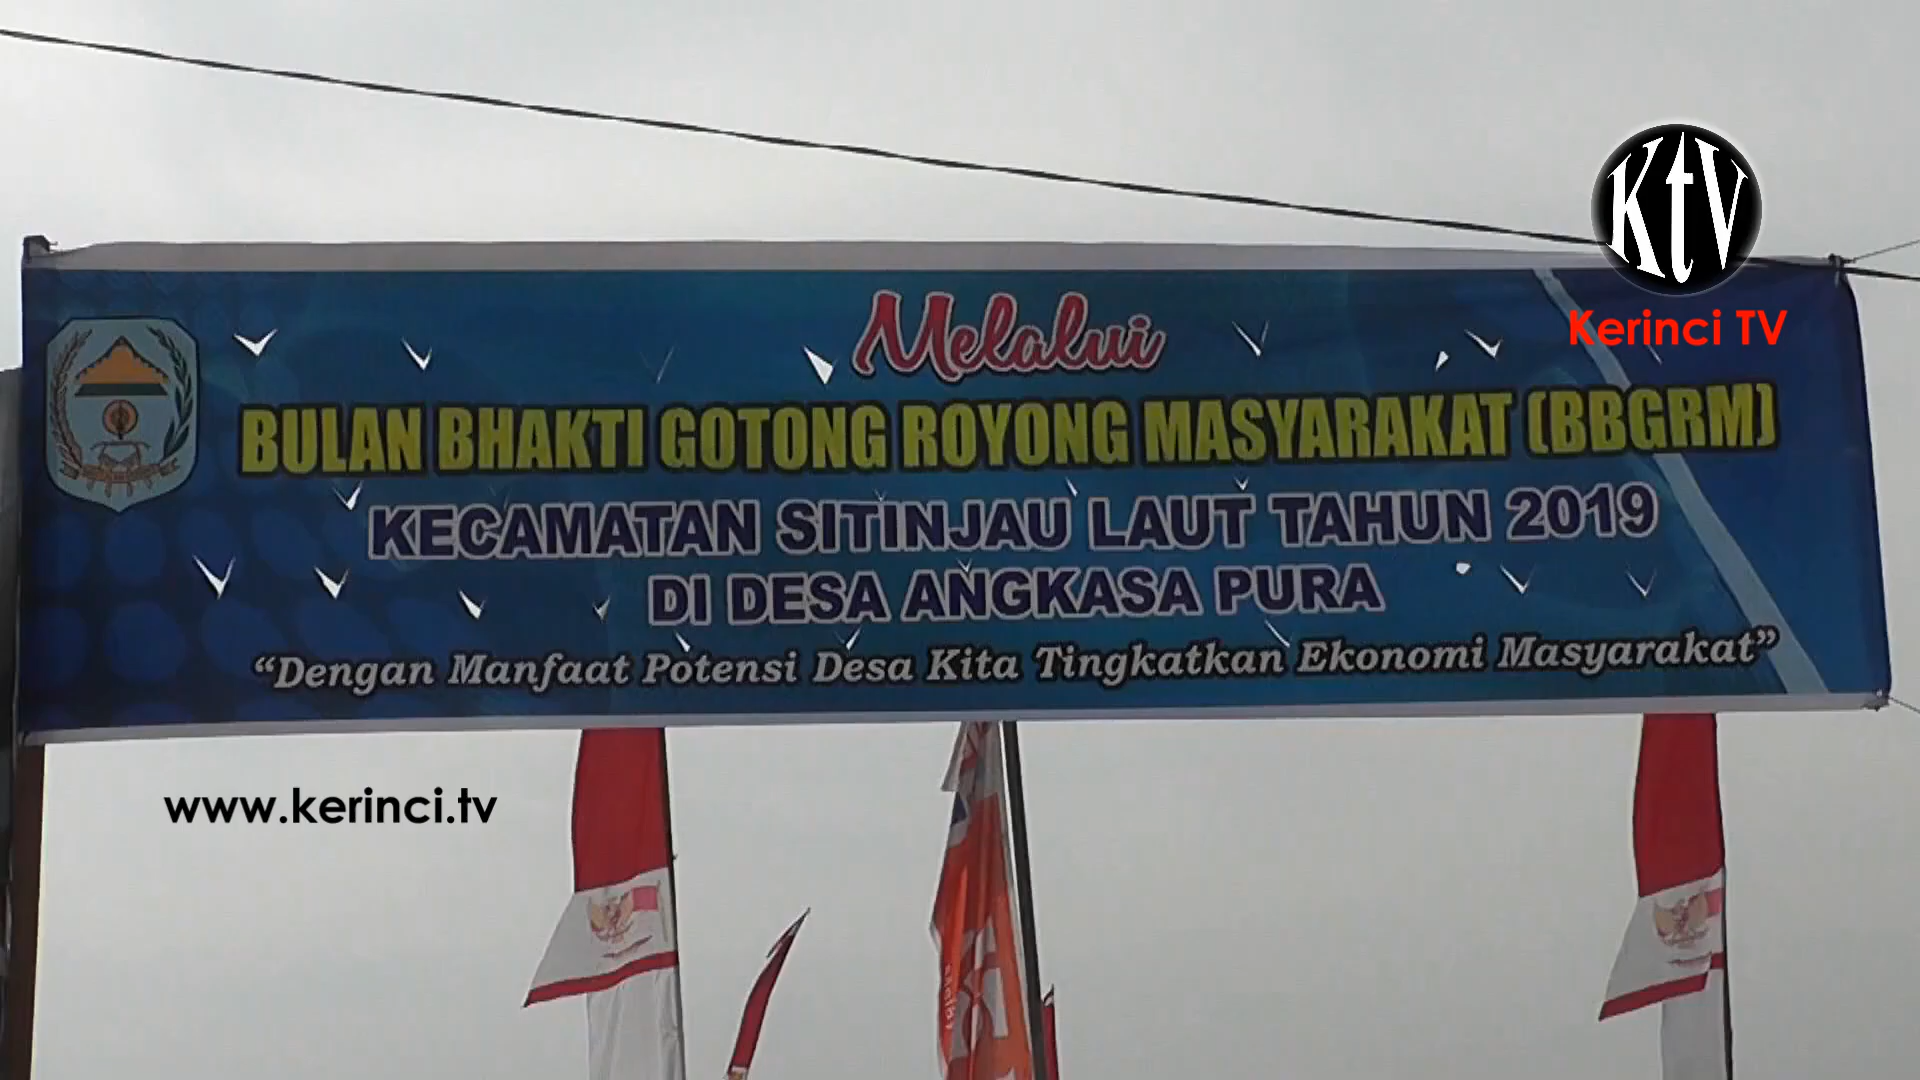 KtV
Kerinci TV
Melalui
BULAN BHAKTI GOTONG ROYONG MASYARAKAT (BBGRM)
KECAMATAN SITINJAU LAUT TAHUN 2019
DI DESA ANGKASA PURA
“Dengan Manfaat Potensi Desa Kita Tingkatkan Ekonomi Masyarakat”
www.kerinci.tv